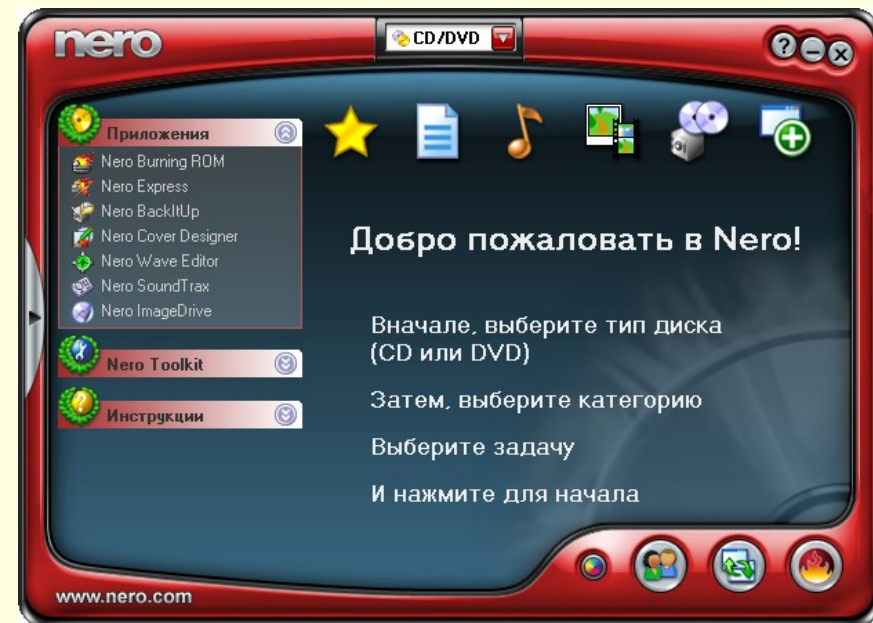 nero
CD/DVD
Приложения
Nero Burning ROM
Nero Express
Nero BackItUp
Nero Cover Designer
Nero Wave Editor
Nero SoundTrax
Nero ImageDrive
Nero Toolkit
Инструкции
Добро пожаловать в Nero!
Вначале, выберите тип диска
(CD или DVD)
Затем, выберите категорию
Выберите задачу
И нажмите для начала
www.nero.com